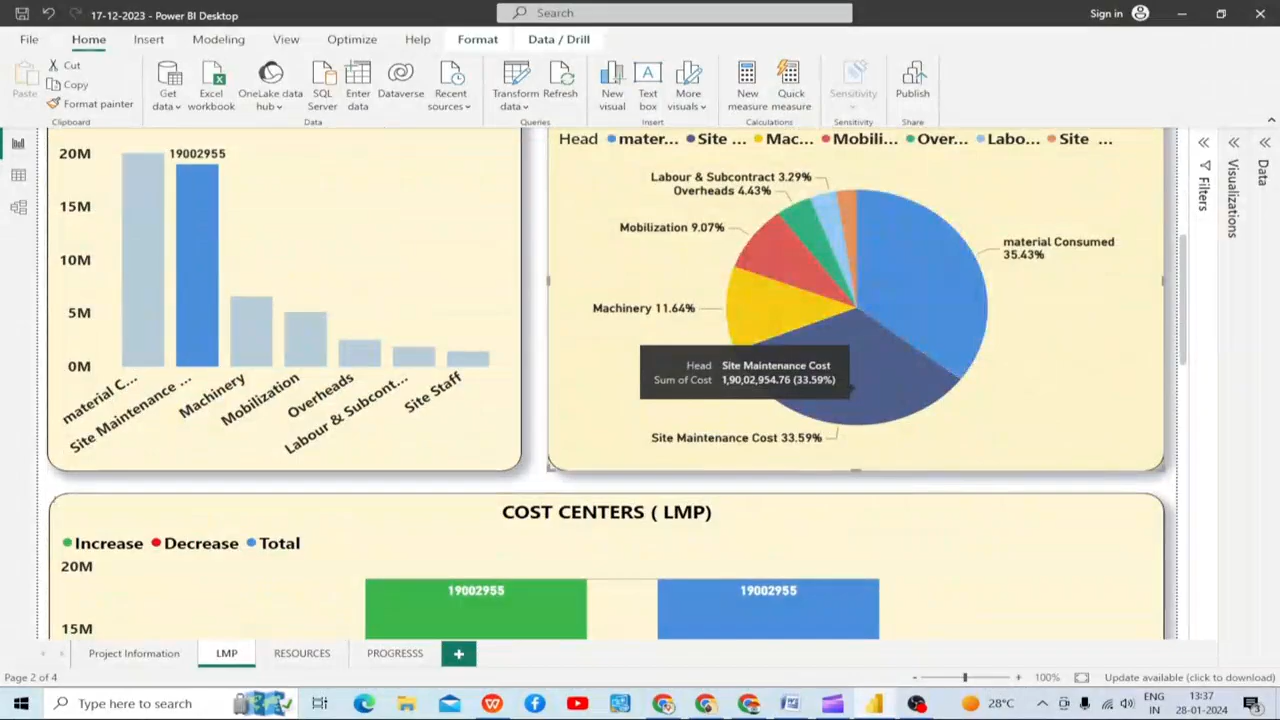 17-12-2023 - Power BI Desktop
Search
Sign in
File Home Insert Modeling View Optimize Help Format Data / Drill
Paste
Cut
Copy
Format painter
Get data
Excel workbook
OneLake data hub
SQL Server
Enter data
Dataverse
Recent sources
Transform data
Refresh
New visual
Text box
More visuals
New measure
Quick measure
Sensitivity
Publish
Clipboard
Data
Queries
Insert
Calculations
Sensitivity
Share
20M
15M
10M
5M
0M
19002955
material C...
Site Maintenance ...
Machinery
Mobilization
Overheads
Labour & Subcont...
Site Staff
Head mater... Site ... Mac... Mobili... Over... Labo... Site ...
Labour & Subcontract 3.29%
Overheads 4.43%
Mobilization 9.07%
Machinery 11.64%
material Consumed
35.43%
Head Site Maintenance Cost
Sum of Cost 1,90,02,954.76 (33.59%)
Site Maintenance Cost 33.59%
Filters
Visualizations
Data
COST CENTERS ( LMP)
Increase Decrease Total
20M
15M
19002955
19002955
Project Information LMP RESOURCES PROGRESSS
Page 2 of 4
100%
Update available (click to download)
Type here to search
28°C
ENG
IN
13:37
28-01-2024
3